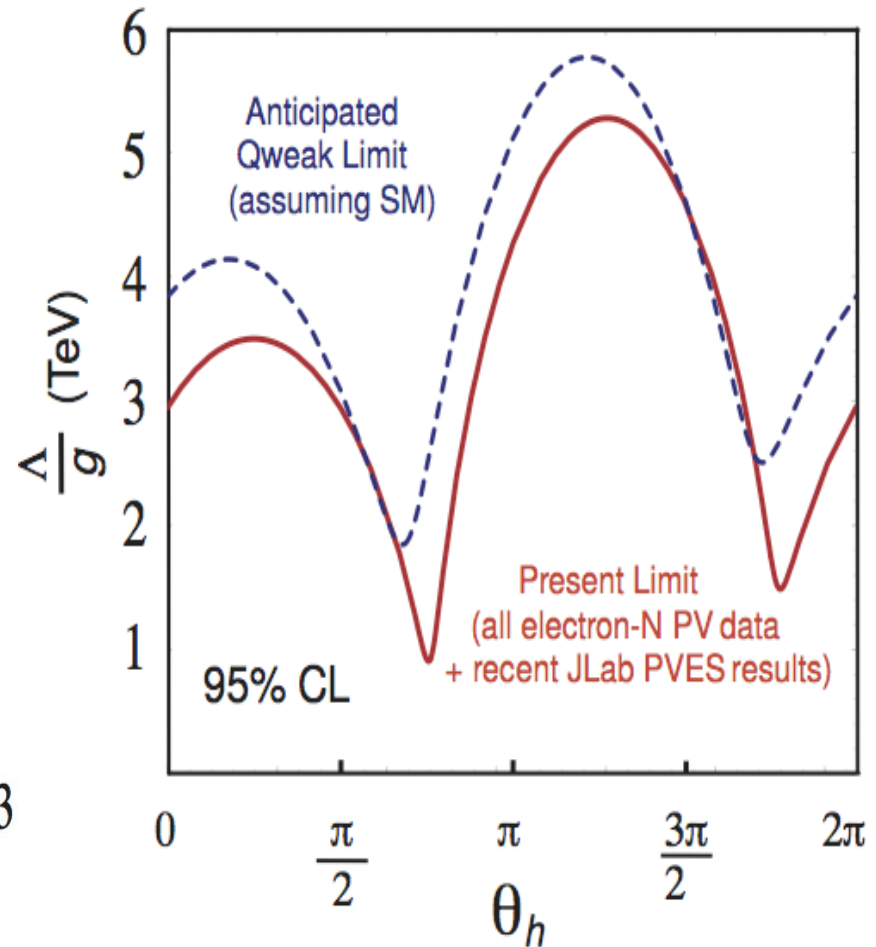 6
5
4
3
2
1
Λ
g
(TeV)
Anticipated
Qweak Limit
(assuming SM)
Present Limit
(all electron-N PV data
+ recent JLab PVES results)
95% CL
3
0
π
2
π
3π
2
2π
θh